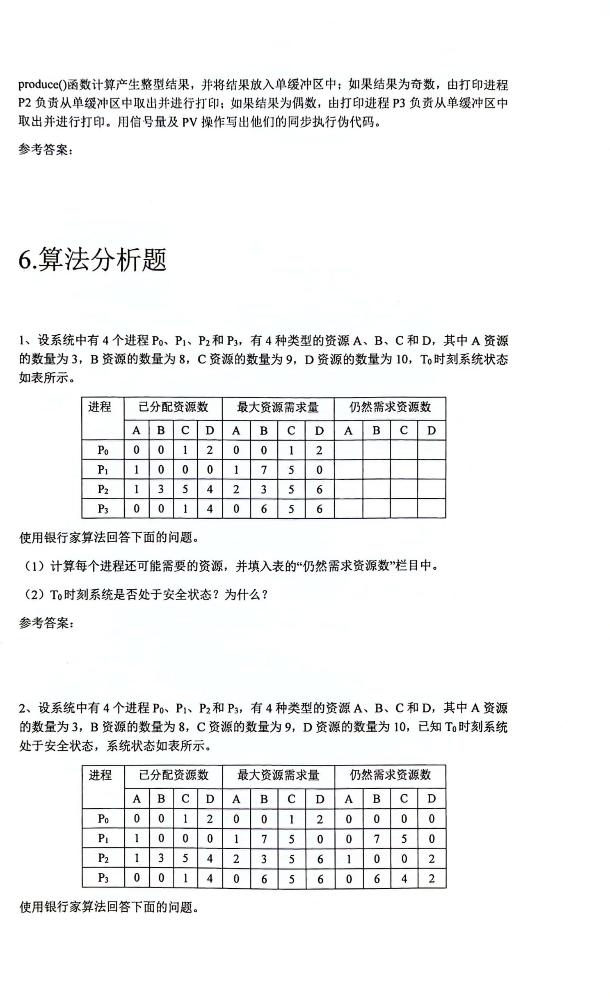 produce()函数计算产生整型结果，并将结果放入单缓冲区中；如果结果为奇数，由打印进程
P2 负责从单缓冲区中取出并进行打印；如果结果为偶数，由打印进程 P3 负责从单缓冲区中
取出并进行打印。用信号量及 PV 操作写出他们的同步执行伪代码。
参考答案：
6.算法分析题
1、设系统中有 4 个进程 P₀、P₁、P₂和 P₃，有 4 种类型的资源 A、B、C 和 D，其中 A 资源
的数量为 3，B 资源的数量为 8，C 资源的数量为 9，D 资源的数量为 10，T₀时刻系统状态
如表所示。
进程 已分配资源数 最大资源需求量 仍然需求资源数
A B C D A B C D A B C D
P₀ 0 0 1 2 0 0 1 2
P₁ 1 0 0 0 1 7 5 0
P₂ 1 3 5 4 2 3 5 6
P₃ 0 0 1 4 0 6 5 6
使用银行家算法回答下面的问题。
（1）计算每个进程还可能需要的资源，并填入表的“仍然需求资源数”栏目中。
（2）T₀时刻系统是否处于安全状态？为什么？
参考答案：
2、设系统中有 4 个进程 P₀、P₁、P₂和 P₃，有 4 种类型的资源 A、B、C 和 D，其中 A 资源
的数量为 3，B 资源的数量为 8，C 资源的数量为 9，D 资源的数量为 10，已知 T₀时刻系统
处于安全状态，系统状态如表所示。
进程 已分配资源数 最大资源需求量 仍然需求资源数
A B C D A B C D A B C D
P₀ 0 0 1 2 0 0 1 2 0 0 0 0
P₁ 1 0 0 0 1 7 5 0 0 7 5 0
P₂ 1 3 5 4 2 3 5 6 1 0 0 2
P₃ 0 0 1 4 0 6 5 6 0 6 4 2
使用银行家算法回答下面的问题。